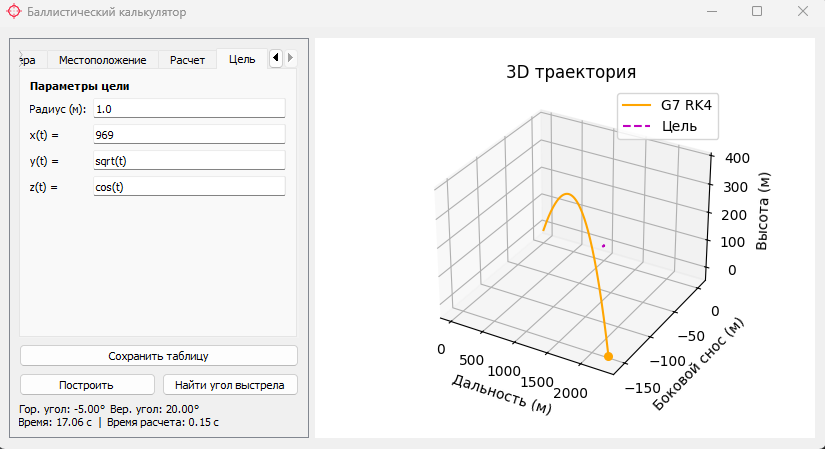 Баллистический калькулятор
ера Местоположение Расчет Цель
Параметры цели
Радиус (м): 1.0
x(t) = 969
y(t) = sqrt(t)
z(t) = cos(t)
Сохранить таблицу
Построить Найти угол выстрела
Гор. угол: -5.00° Вер. угол: 20.00°
Время: 17.06 с | Время расчета: 0.15 с
3D траектория
G7 RK4
Цель
400
300
200
100
0
Высота (м)
0
−50
−100
−150
Боковой снос (м)
0
500
1000
1500
2000
Дальность (м)